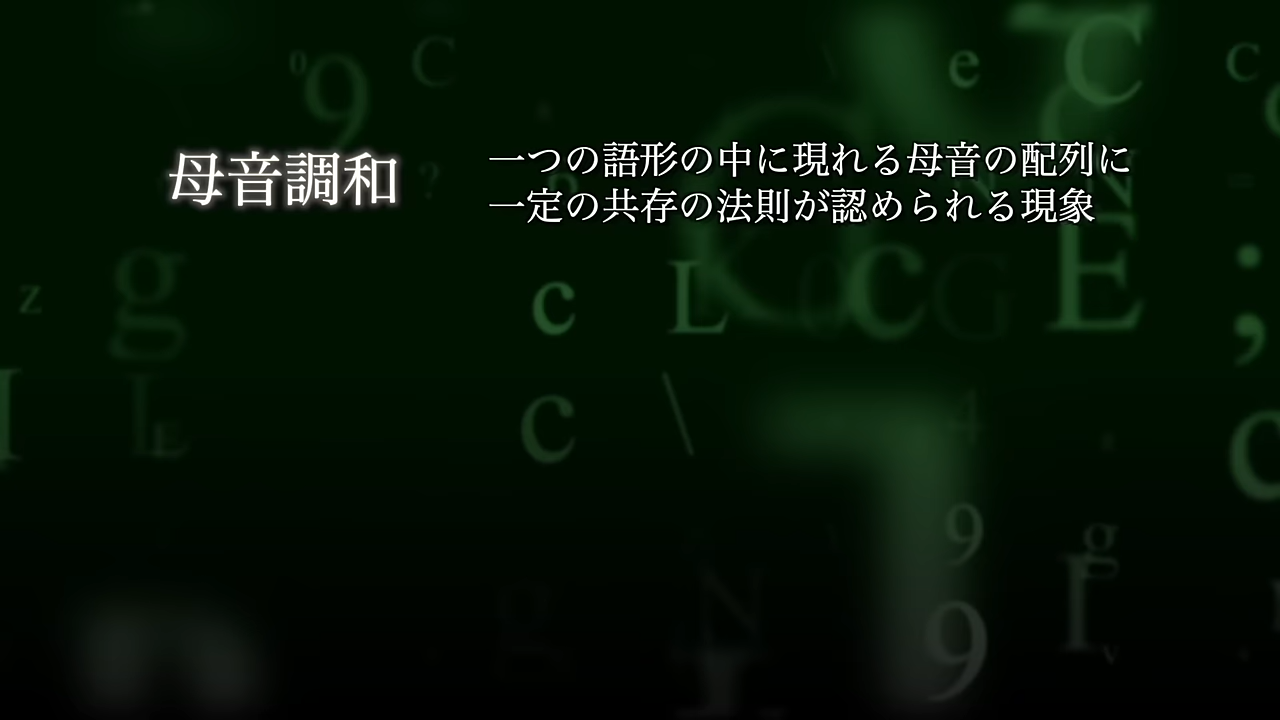 母音調和
一つの語形の中に現れる母音の配列に
一定の共存の法則が認められる現象